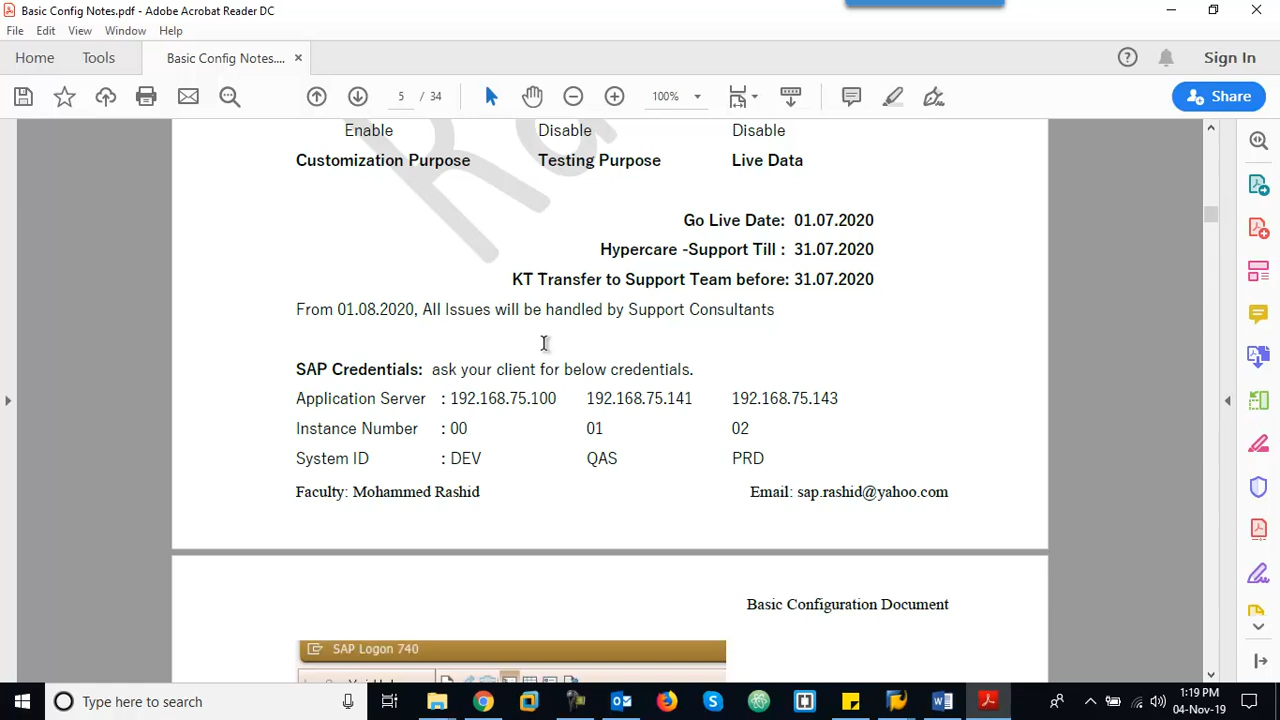 Basic Config Notes.pdf - Adobe Acrobat Reader DC
File Edit View Window Help
Home Tools Basic Config Notes.... × Sign In
5 / 34 100% Share
Enable Disable Disable
Customization Purpose Testing Purpose Live Data
Go Live Date: 01.07.2020
Hypercare -Support Till : 31.07.2020
KT Transfer to Support Team before: 31.07.2020
From 01.08.2020, All Issues will be handled by Support Consultants
SAP Credentials: ask your client for below credentials.
Application Server : 192.168.75.100 192.168.75.141 192.168.75.143
Instance Number : 00 01 02
System ID : DEV QAS PRD
Faculty: Mohammed Rashid Email: sap.rashid@yahoo.com
Basic Configuration Document
SAP Logon 740
Type here to search
1:19 PM
04-Nov-19